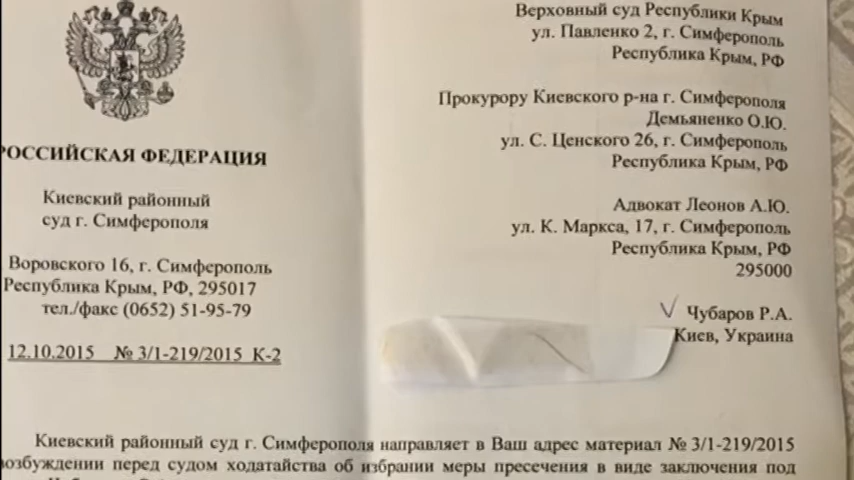 РОССИЙСКАЯ ФЕДЕРАЦИЯ
Киевский районный
суд г. Симферополя
Воровского 16, г. Симферополь
Республика Крым, РФ, 295017
тел./факс (0652) 51-95-79
12.10.2015 № 3/1-219/2015 К-2
Верховный суд Республики Крым
ул. Павленко 2, г. Симферополь
Республика Крым, РФ
Прокурору Киевского р-на г. Симферополя
Демьяненко О.Ю.
ул. С. Ценского 26, г. Симферополь
Республика Крым, РФ
Адвокат Леонов А.Ю.
ул. К. Маркса, 17, г. Симферополь
Республика Крым, РФ
295000
Чубаров Р.А.
Киев, Украина
Киевский районный суд г. Симферополя направляет в Ваш адрес материал № 3/1-219/2015
возбуждении перед судом ходатайства об избрании меры пресечения в виде заключения под